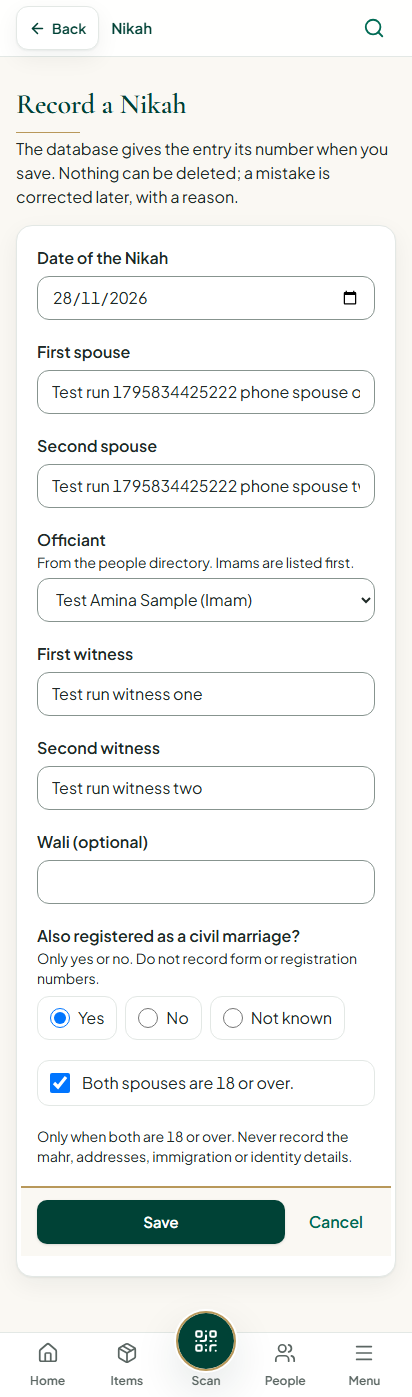 Back
Nikah
Record a Nikah
The database gives the entry its number when you
save. Nothing can be deleted; a mistake is
corrected later, with a reason.
Date of the Nikah
28/11/2026
First spouse
Test run 1795834425222 phone spouse o
Second spouse
Test run 1795834425222 phone spouse
Officiant
From the people directory. Imams are listed first.
Test Amina Sample (Imam)
First witness
Test run witness one
Second witness
Test run witness two
Wali (optional)
Also registered as a civil marriage?
Only yes or no. Do not record form or registration
numbers.
Yes
No
Not known
Both spouses are 18 or over.
Only when both are 18 or over. Never record the
mahr, addresses, immigration or identity details.
Save
Cancel
Home
Items
Scan
People
Menu